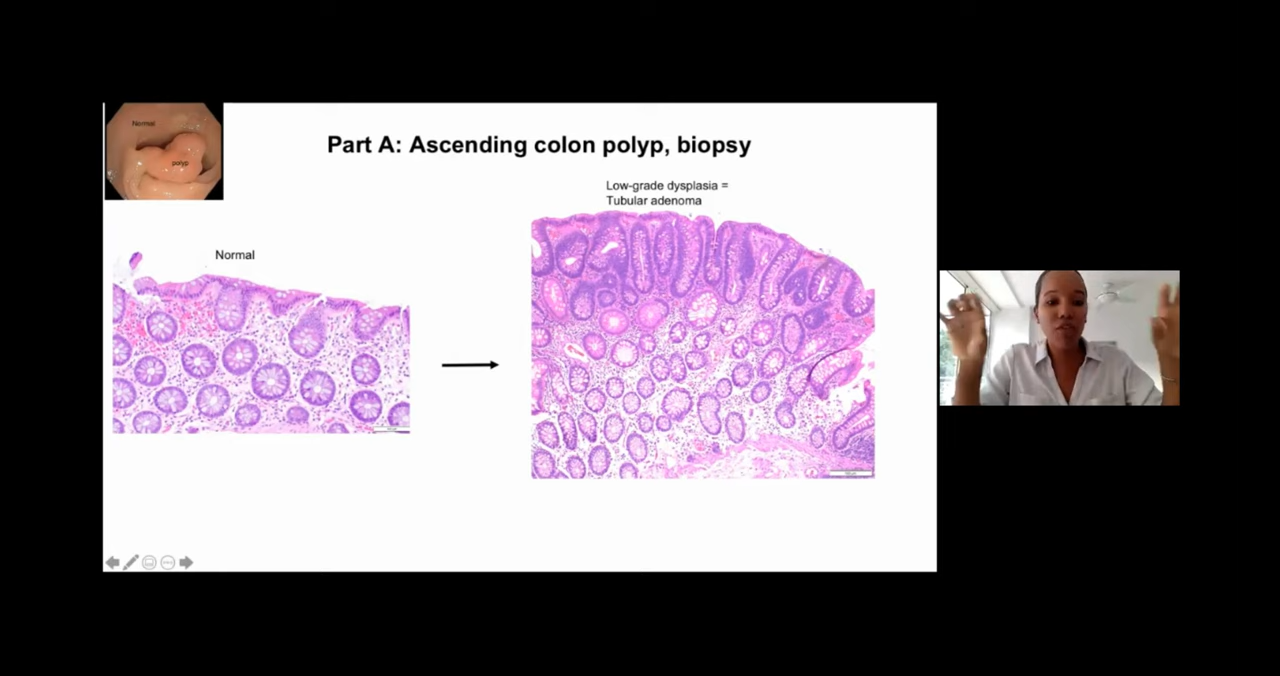 Normal
polyp
Part A: Ascending colon polyp, biopsy
Low-grade dysplasia =
Tubular adenoma
Normal